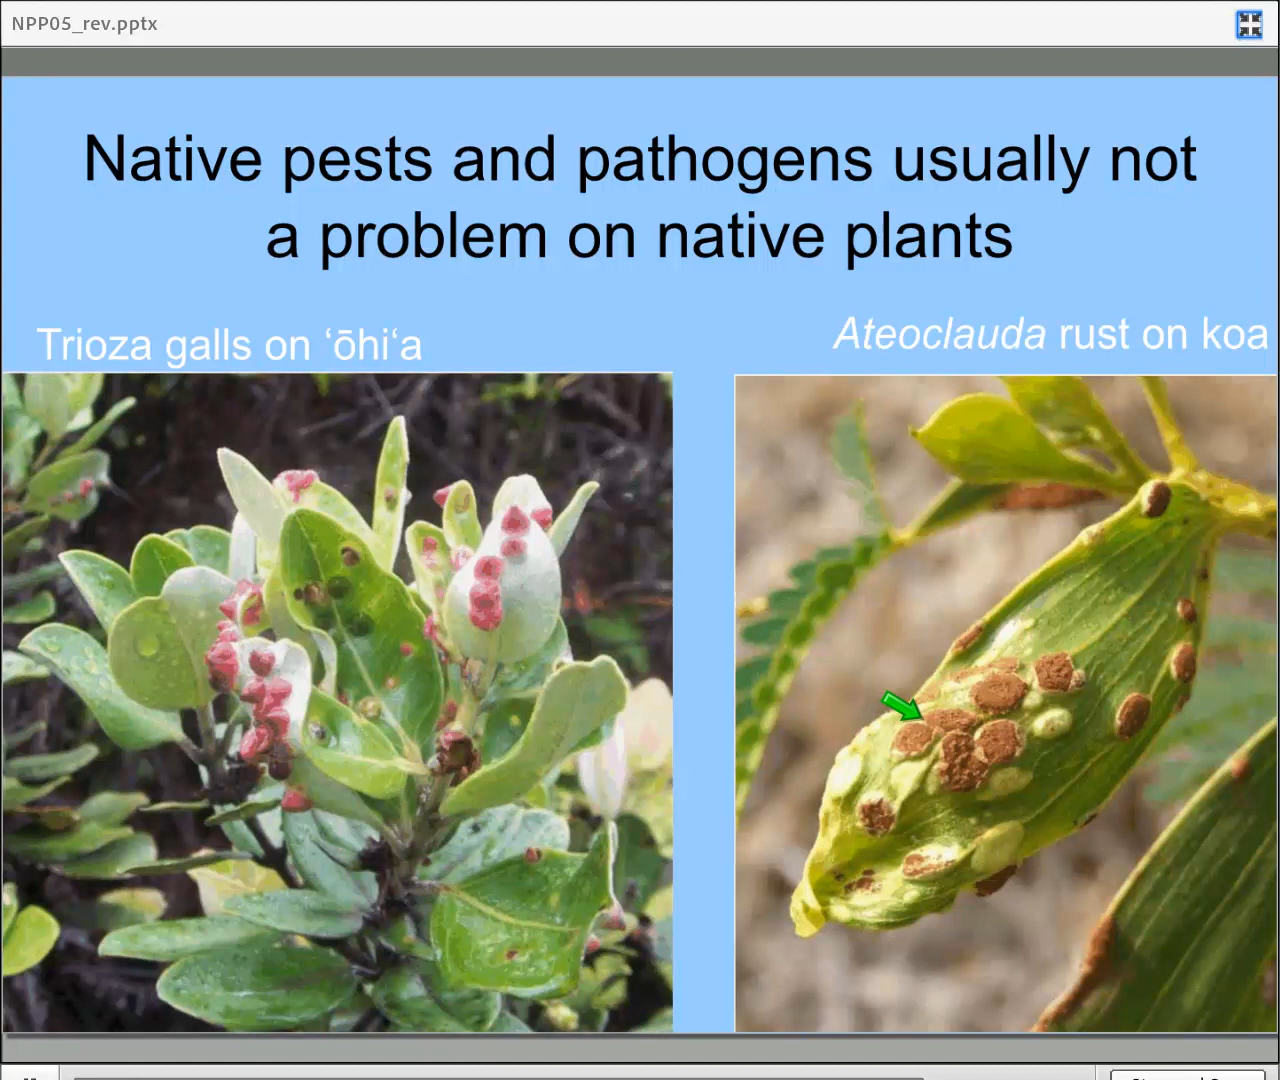 NPP05_rev.pptx
Native pests and pathogens usually not
a problem on native plants
Trioza galls on ʻōhiʻa
Ateoclauda rust on koa